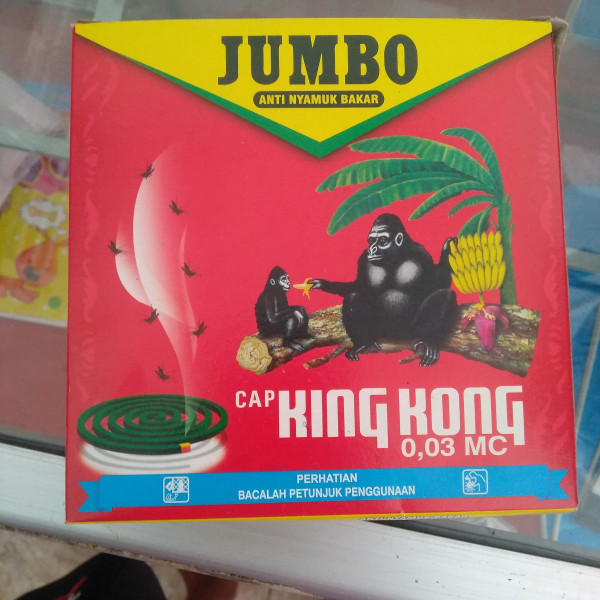 JUMBO
ANTI NYAMUK BAKAR
CAP KING KONG
0,03 MC
PERHATIAN
BACALAH PETUNJUK PENGGUNAAN